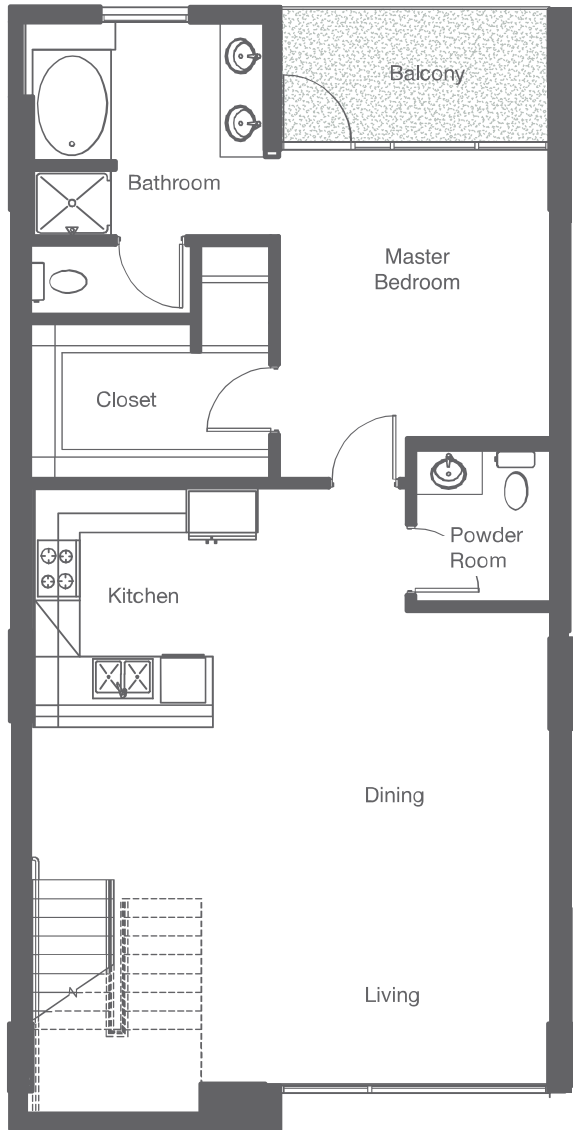 Balcony
Bathroom
Master
Bedroom
Closet
Powder
Room
Kitchen
Dining
Living